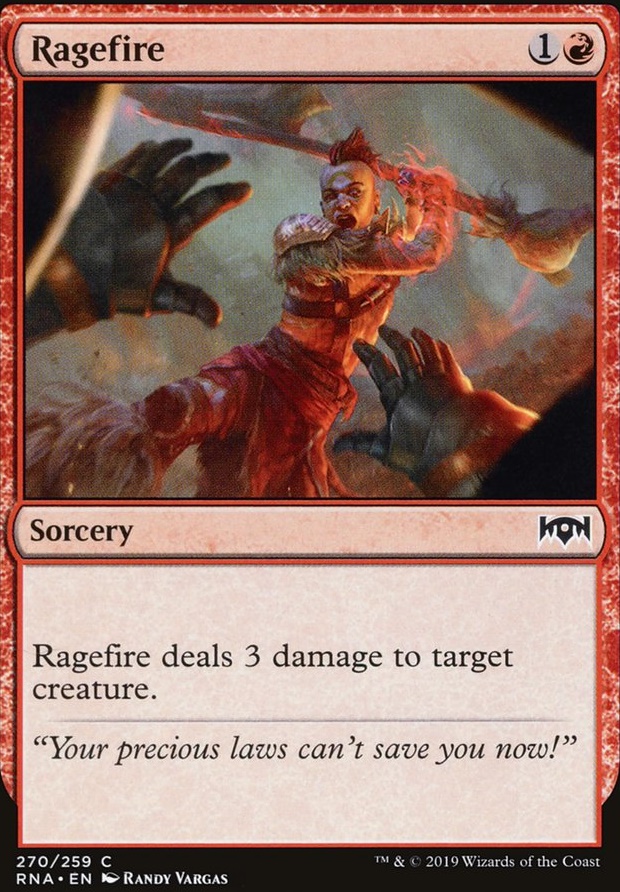 Ragefire 1
Sorcery
Ragefire deals 3 damage to target
creature.
“Your precious laws can’t save you now!”
270/259 C
RNA • EN RANDY VARGAS
™ & © 2019 Wizards of the Coast